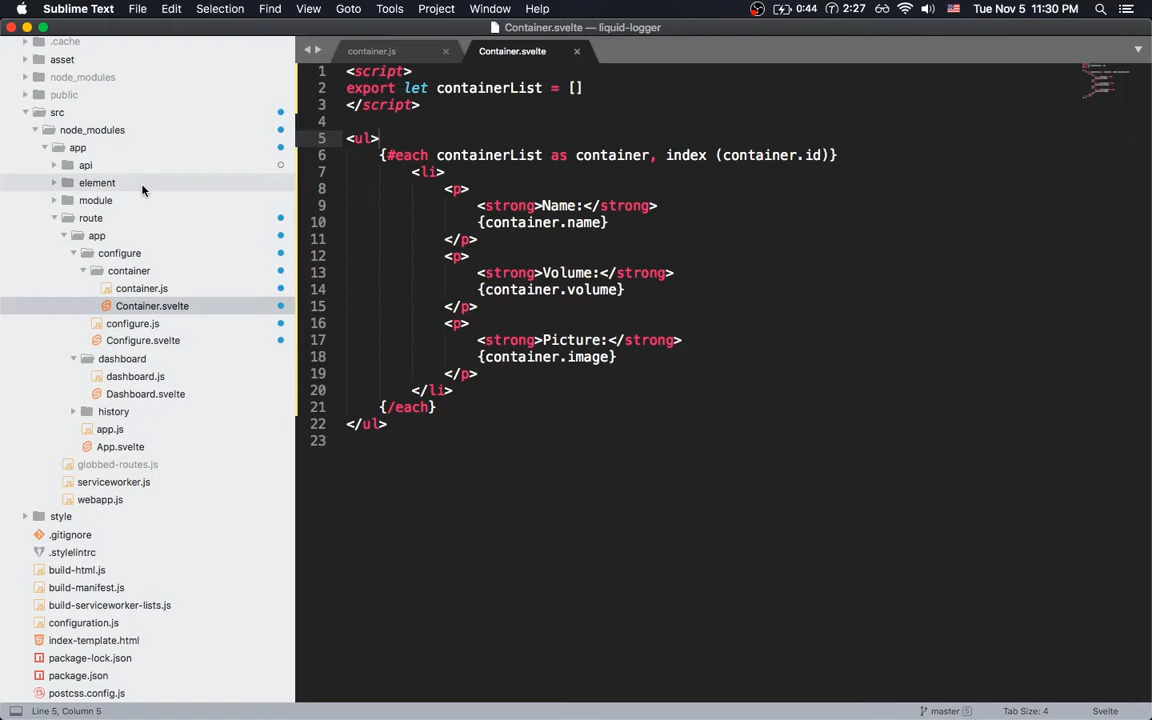 Sublime Text File Edit Selection Find View Goto Tools Project Window Help 0:44 2:27 Tue Nov 5 11:30 PM
Container.svelte — liquid-logger
.cache
asset
node_modules
public
src
node_modules
app
api
element
module
route
app
configure
container
container.js
Container.svelte
configure.js
Configure.svelte
dashboard
dashboard.js
Dashboard.svelte
history
app.js
App.svelte
globbed-routes.js
serviceworker.js
webapp.js
style
.gitignore
.stylelintrc
build-html.js
build-manifest.js
build-serviceworker-lists.js
configuration.js
index-template.html
package-lock.json
package.json
postcss.config.js
container.js Container.svelte
1 <script>
2 export let containerList = []
3 </script>
4
5 <ul>
6 {#each containerList as container, index (container.id)}
7 <li>
8 <p>
9 <strong>Name:</strong>
10 {container.name}
11 </p>
12 <p>
13 <strong>Volume:</strong>
14 {container.volume}
15 </p>
16 <p>
17 <strong>Picture:</strong>
18 {container.image}
19 </p>
20 </li>
21 {/each}
22 </ul>
23
Line 5, Column 5 master 6 Tab Size: 4 Svelte